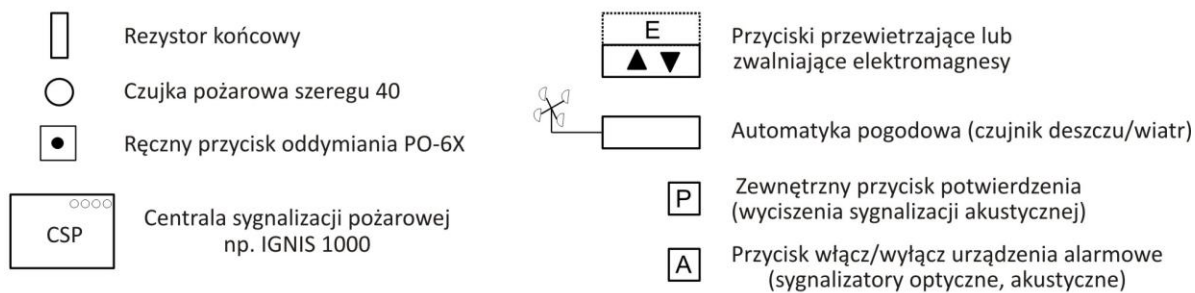 Rezystor końcowy
Czujka pożarowa szeregu 40
Ręczny przycisk oddymiania PO-6X
CSP
Centrala sygnalizacji pożarowej
np. IGNIS 1000
E
Przyciski przewietrzające lub
zwalniające elektromagnesy
Automatyka pogodowa (czujnik deszczu/wiatr)
P
Zewnętrzny przycisk potwierdzenia
(wyciszenia sygnalizacji akustycznej)
A
Przycisk włącz/wyłącz urządzenia alarmowe
(sygnalizatory optyczne, akustyczne)